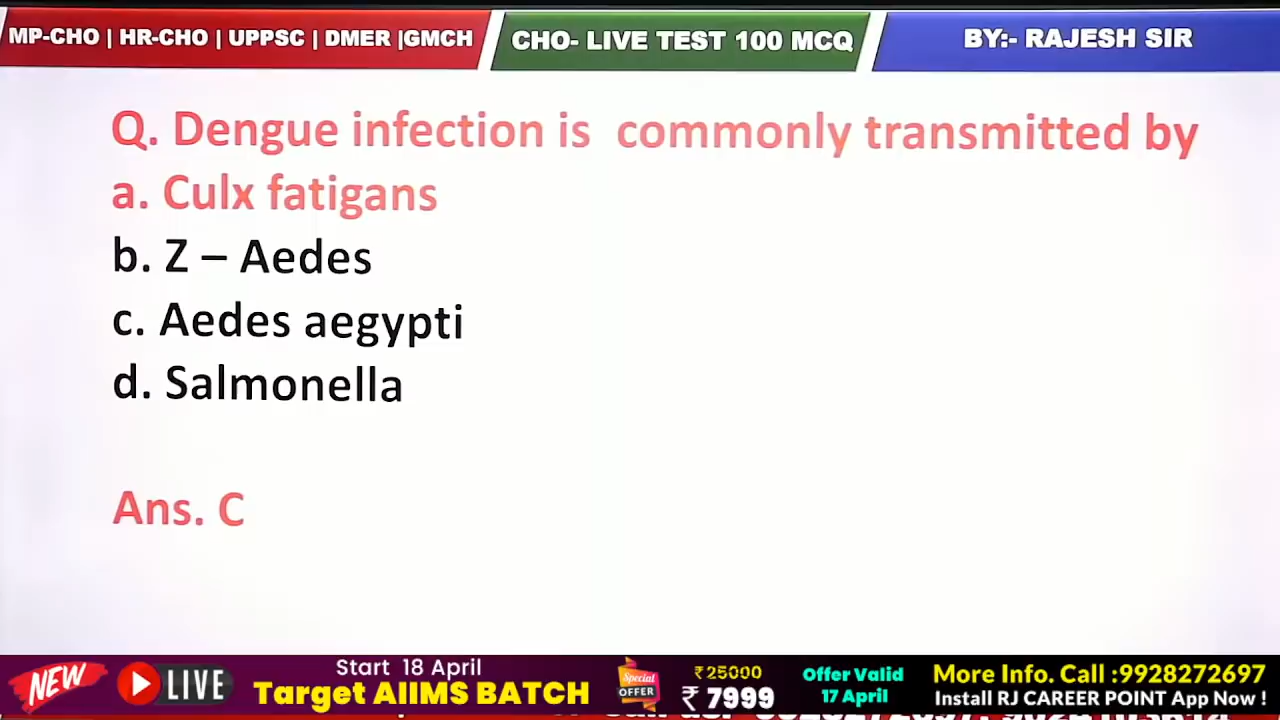 MP-CHO | HR-CHO | UPPSC | DMER |GMCH
CHO- LIVE TEST 100 MCQ
BY:- RAJESH SIR
Q. Dengue infection is commonly transmitted by
a. Culx fatigans
b. Z – Aedes
c. Aedes aegypti
d. Salmonella
Ans. C
NEW
LIVE
Start 18 April
Target AIIMS BATCH
Special OFFER
₹25000
₹7999
Offer Valid
17 April
More Info. Call :9928272697
Install RJ CAREER POINT App Now !